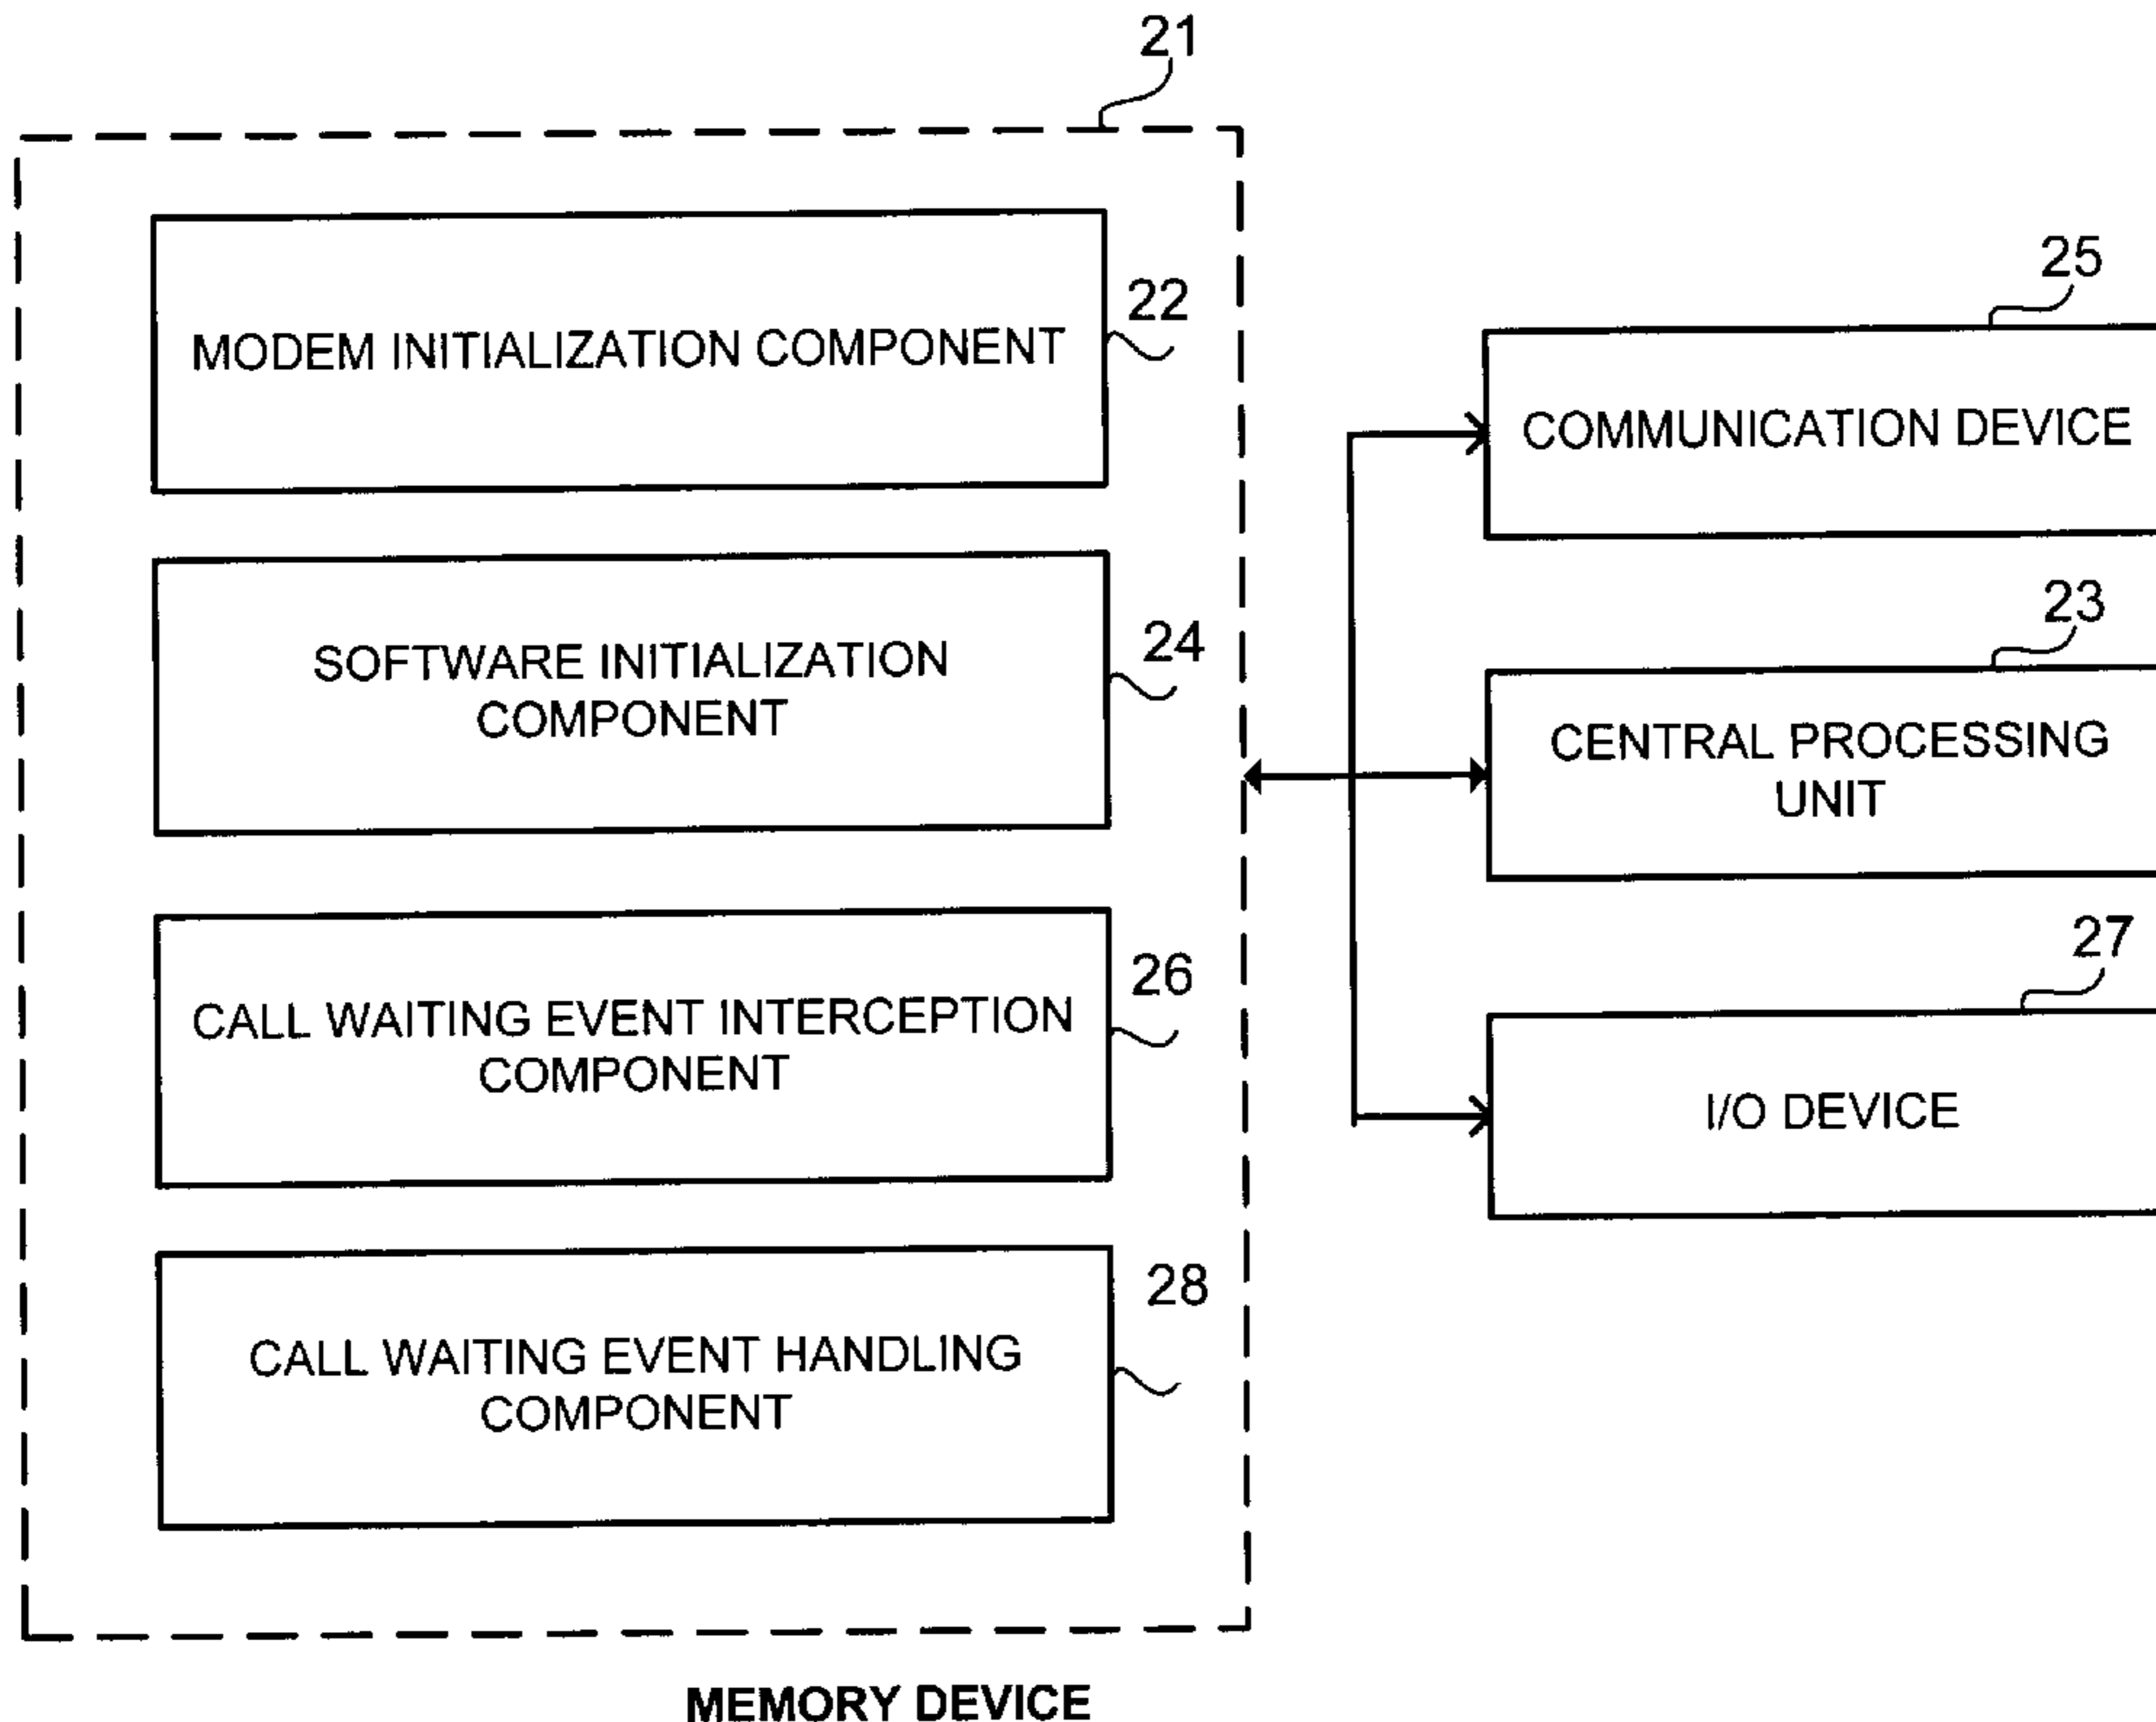 21
MODEM INITIALIZATION COMPONENT
22
SOFTWARE INITIALIZATION
COMPONENT
24
CALL WAITING EVENT INTERCEPTION
COMPONENT
26
CALL WAITING EVENT HANDLING
COMPONENT
28
MEMORY DEVICE
25
COMMUNICATION DEVICE
23
CENTRAL PROCESSING
UNIT
27
I/O DEVICE